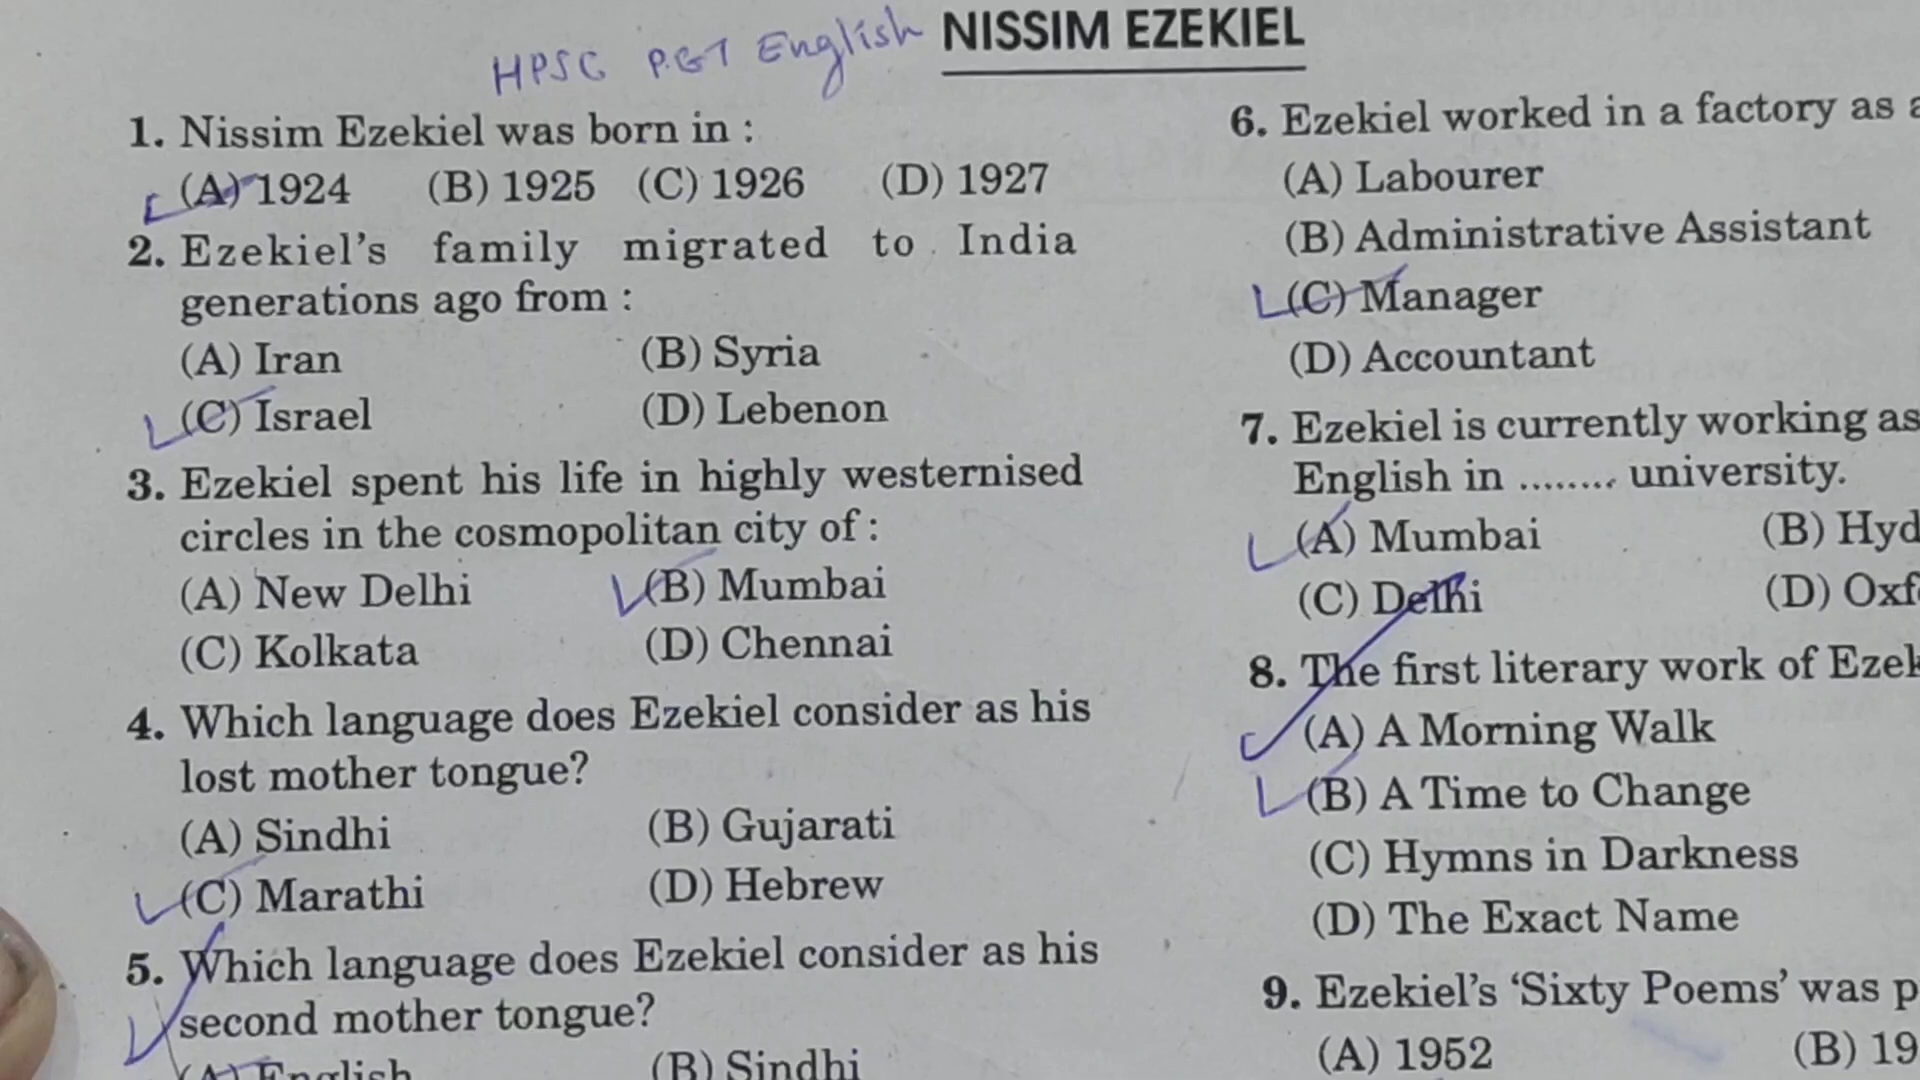 HPSC PGT English NISSIM EZEKIEL
1. Nissim Ezekiel was born in :
(A) 1924 (B) 1925 (C) 1926 (D) 1927
2. Ezekiel's family migrated to India
generations ago from :
(A) Iran (B) Syria
(C) Israel (D) Lebenon
3. Ezekiel spent his life in highly westernised
circles in the cosmopolitan city of :
(A) New Delhi (B) Mumbai
(C) Kolkata (D) Chennai
4. Which language does Ezekiel consider as his
lost mother tongue?
(A) Sindhi (B) Gujarati
(C) Marathi (D) Hebrew
5. Which language does Ezekiel consider as his
second mother tongue?
(A) English (B) Sindhi
6. Ezekiel worked in a factory as
(A) Labourer
(B) Administrative Assistant
(C) Manager
(D) Accountant
7. Ezekiel is currently working as
English in ........ university.
(A) Mumbai (B) Hyd
(C) Delhi (D) Oxf
8. The first literary work of Ezek
(A) A Morning Walk
(B) A Time to Change
(C) Hymns in Darkness
(D) The Exact Name
9. Ezekiel's 'Sixty Poems' was p
(A) 1952 (B) 19